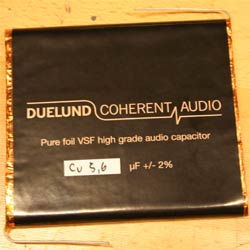 DUELUND COHERENT AUDIO
Pure foil VSF high grade audio capacitor
Cu 5,6 µF +/- 2%